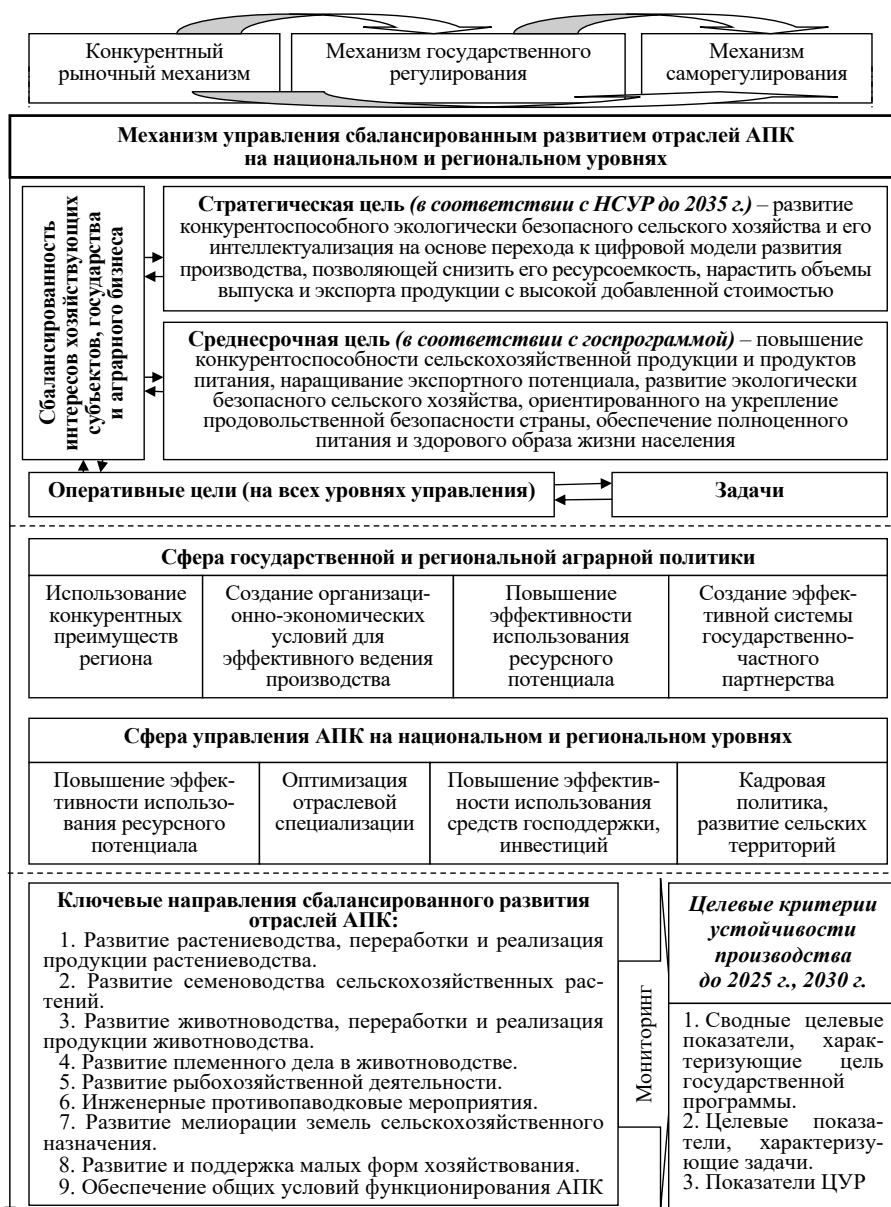 Конкурентный
рыночный механизм
Механизм государственного
регулирования
Механизм
саморегулирования
Механизм управления сбалансированным развитием отраслей АПК
на национальном и региональном уровнях
Сбалансированность
интересов хозяйствующих
субъектов, государства
и аграрного бизнеса
Стратегическая цель (в соответствии с НСУР до 2035 г.) – развитие
конкурентоспособного экологически безопасного сельского хозяйства и его
интеллектуализация на основе перехода к цифровой модели развития
производства, позволяющей снизить его ресурсоемкость, нарастить объемы
выпуска и экспорта продукции с высокой добавленной стоимостью
Среднесрочная цель (в соответствии с госпрограммой) – повышение
конкурентоспособности сельскохозяйственной продукции и продуктов
питания, наращивание экспортного потенциала, развитие экологически
безопасного сельского хозяйства, ориентированного на укрепление
продовольственной безопасности страны, обеспечение полноценного
питания и здорового образа жизни населения
Оперативные цели (на всех уровнях управления)
Задачи
Сфера государственной и региональной аграрной политики
Использование
конкурентных
преимуществ
региона
Создание организаци-
онно-экономических
условий для
эффективного ведения
производства
Повышение
эффективности
использования
ресурсного
потенциала
Создание эффек-
тивной системы
государственно-
частного
партнерства
Сфера управления АПК на национальном и региональном уровнях
Повышение эффек-
тивности использо-
вания ресурсного
потенциала
Оптимизация
отраслевой
специализации
Повышение эффектив-
ности использования
средств господдержки,
инвестиций
Кадровая
политика,
развитие сельских
территорий
Ключевые направления сбалансированного развития
отраслей АПК:
1. Развитие растениеводства, переработки и реализация
продукции растениеводства.
2. Развитие семеноводства сельскохозяйственных рас-
тений.
3. Развитие животноводства, переработки и реализация
продукции животноводства.
4. Развитие племенного дела в животноводстве.
5. Развитие рыбохозяйственной деятельности.
6. Инженерные противопаводковые мероприятия.
7. Развитие мелиорации земель сельскохозяйственного
назначения.
8. Развитие и поддержка малых форм хозяйствования.
9. Обеспечение общих условий функционирования АПК
Мониторинг
Целевые критерии
устойчивости
производства
до 2025 г., 2030 г.
1. Сводные целевые
показатели, харак-
теризующие цель
государственной
программы.
2. Целевые показа-
тели, характеризу-
ющие задачи.
3. Показатели ЦУР